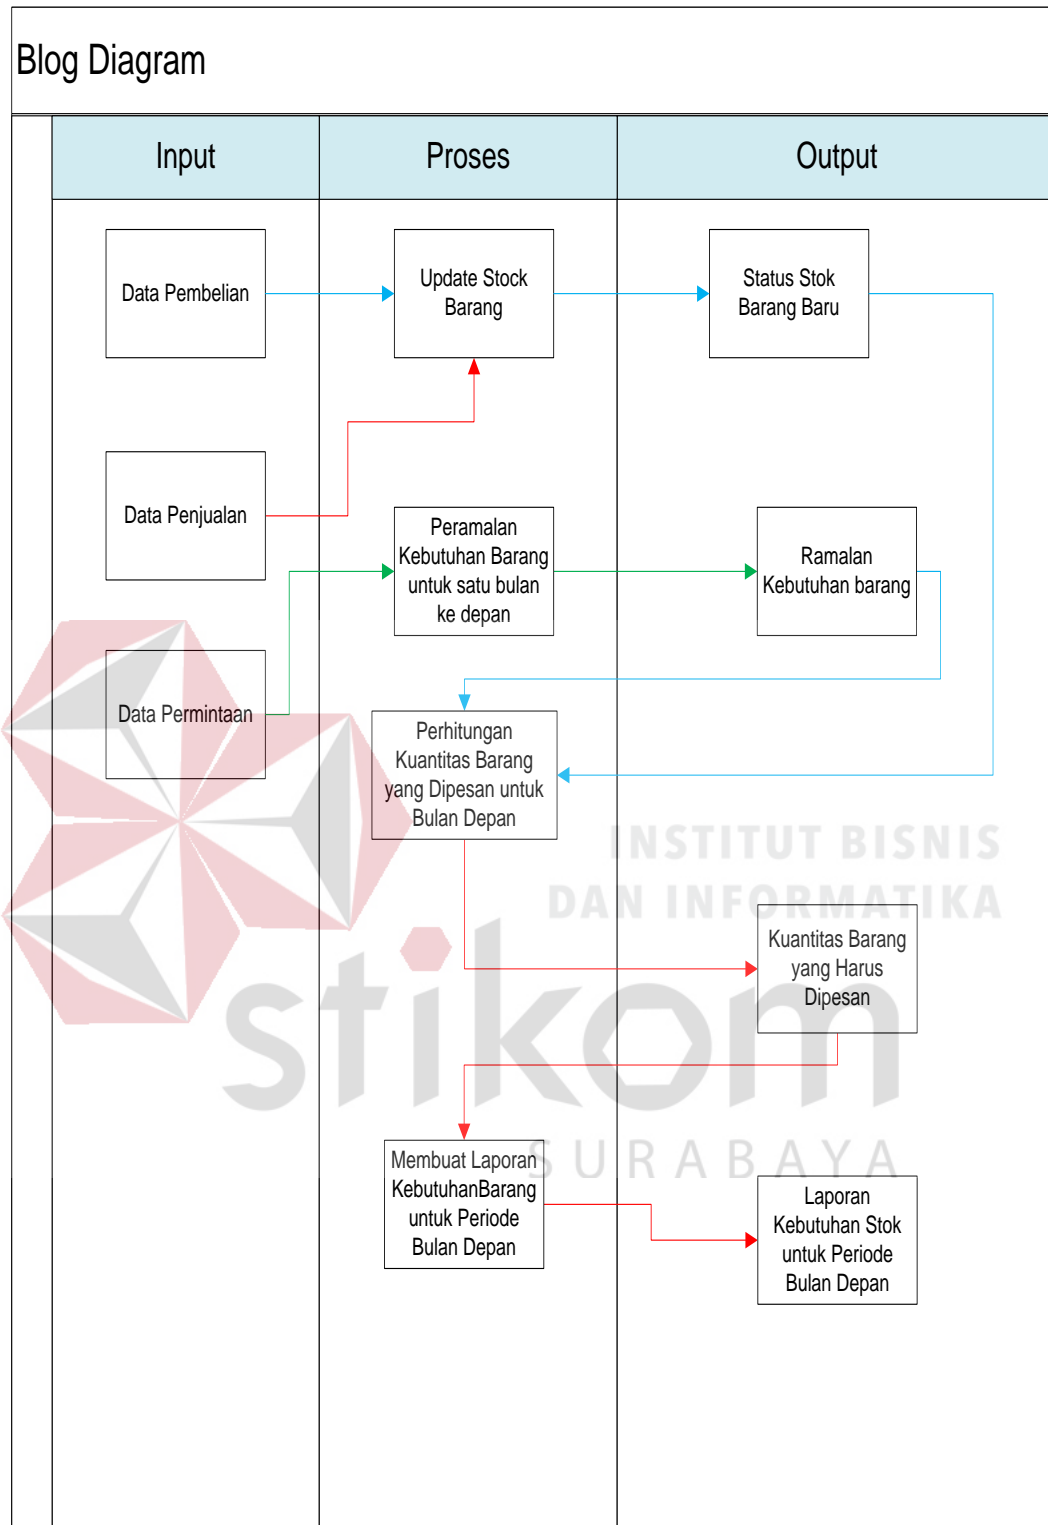 Blog Diagram
Input
Proses
Output
Data Pembelian
Update Stock
Barang
Status Stok
Barang Baru
Data Penjualan
Peramalan
Kebutuhan Barang
untuk satu bulan
ke depan
Ramalan
Kebutuhan barang
Data Permintaan
Perhitungan
Kuantitas Barang
yang Dipesan untuk
Bulan Depan
INSTITUT BISNIS
DAN INFORMATIKA
Kuantitas Barang
yang Harus
Dipesan
stikom
SURABAYA
Membuat Laporan
KebutuhanBarang
untuk Periode
Bulan Depan
Laporan
Kebutuhan Stok
untuk Periode
Bulan Depan